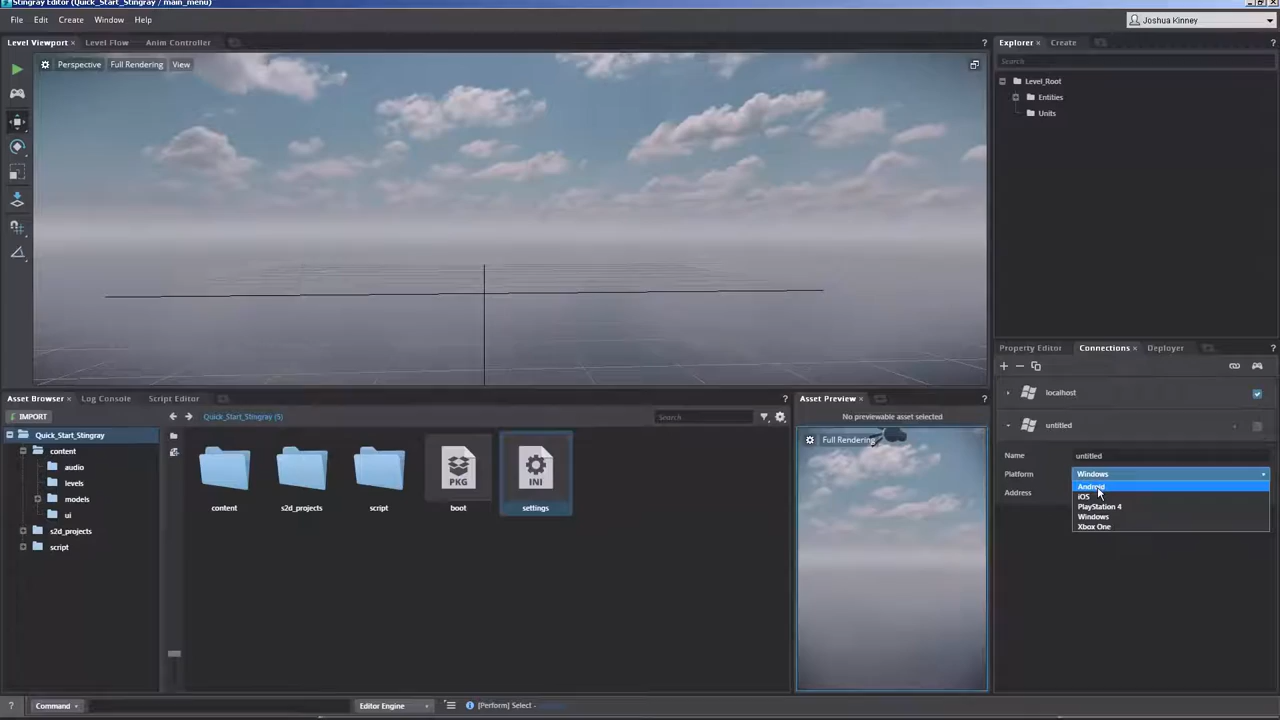 Stingray Editor (Quick_Start_Stingray / main_menu)
File Edit Create Window Help
Joshua Kinney
Level Viewport × Level Flow Anim Controller ?
Explorer × Create ?
Perspective Full Rendering View
Search
Level_Root
Entities
Units
Property Editor Connections × Deployer ?
localhost
untitled
Name untitled
Platform Windows
Android
iOS
Address
PlayStation 4
Windows
Xbox One
Asset Browser × Log Console Script Editor ?
Asset Preview × ?
IMPORT
Quick_Start_Stingray (5)
Search
No previewable asset selected
Quick_Start_Stingray
content
audio
levels
models
ui
s2d_projects
script
PKG
INI
content s2d_projects script boot settings
Full Rendering
? Command Editor Engine [Perform] Select -